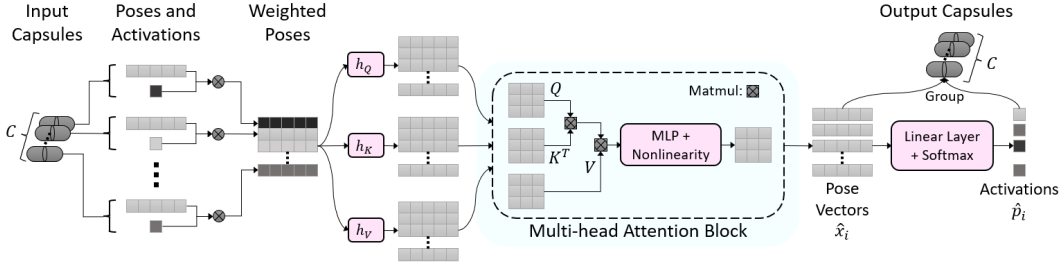 Input
Capsules
Poses and
Activations
Weighted
Poses
Output Capsules
C
h_Q
h_K
h_V
Q
K^T
V
Matmul:
MLP +
Nonlinearity
Multi-head Attention Block
C
Group
Linear Layer
+ Softmax
Pose
Vectors
x̂_i
Activations
p̂_i